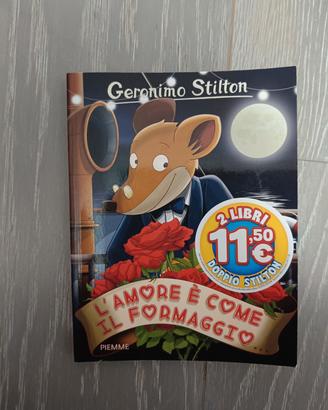 Geronimo Stilton
2 LIBRI
11,50 €
DOPPIO STILTON
L'AMORE È COME
IL FORMAGGIO...
PIEMME